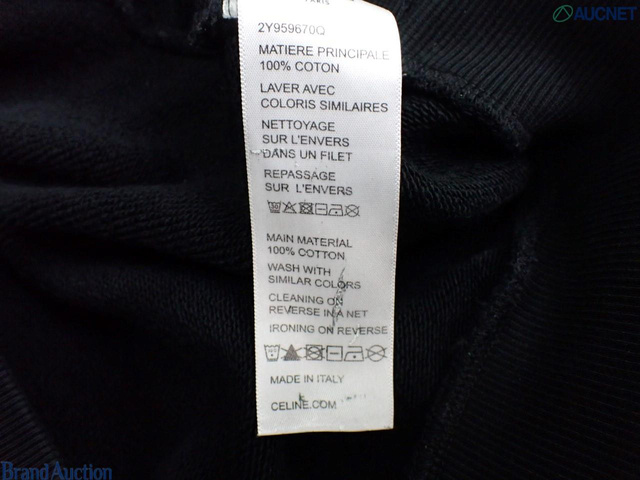 PARIS
AUCNET
2Y959670Q
MATIERE PRINCIPALE
100% COTON
LAVER AVEC
COLORIS SIMILAIRES
NETTOYAGE
SUR L'ENVERS
DANS UN FILET
REPASSAGE
SUR L'ENVERS
MAIN MATERIAL
100% COTTON
WASH WITH
SIMILAR COLORS
CLEANING ON
REVERSE IN A NET
IRONING ON REVERSE
MADE IN ITALY
CELINE.COM
Brand Auction